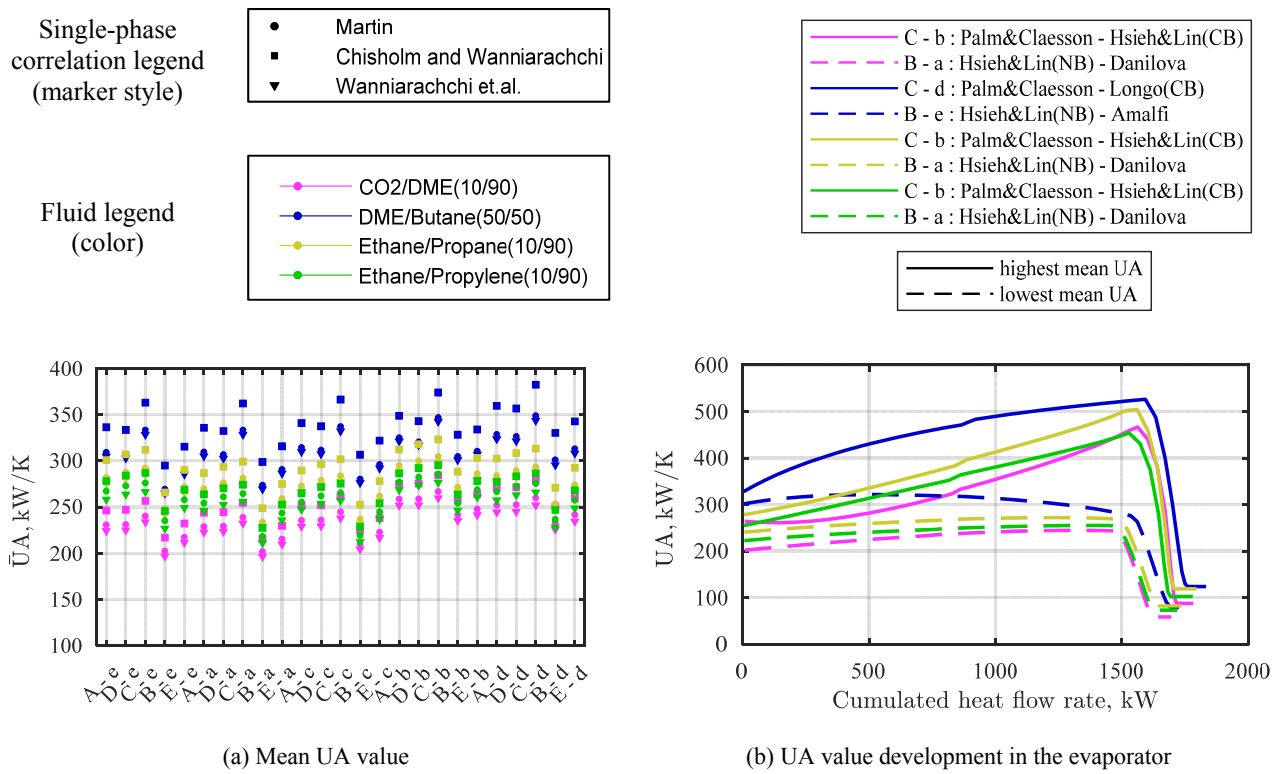 Single-phase
correlation legend
(marker style)
Martin
Chisholm and Wanniarachchi
Wanniarachchi et.al.
Fluid legend
(color)
CO2/DME(10/90)
DME/Butane(50/50)
Ethane/Propane(10/90)
Ethane/Propylene(10/90)
C - b : Palm&Claesson - Hsieh&Lin(CB)
B - a : Hsieh&Lin(NB) - Danilova
C - d : Palm&Claesson - Longo(CB)
B - e : Hsieh&Lin(NB) - Amalfi
C - b : Palm&Claesson - Hsieh&Lin(CB)
B - a : Hsieh&Lin(NB) - Danilova
C - b : Palm&Claesson - Hsieh&Lin(CB)
B - a : Hsieh&Lin(NB) - Danilova
highest mean UA
lowest mean UA
400
350
300
250
200
150
100
ŪA, kW/K
A - e
D - e
C - e
B - e
E - e
A - a
D - a
C - a
B - a
E - a
A - c
D - c
C - c
B - c
E - c
A - b
D - b
C - b
B - b
E - b
A - d
D - d
C - d
B - d
E - d
(a) Mean UA value
600
500
400
300
200
100
0
UA, kW/K
0
500
1000
1500
2000
Cumulated heat flow rate, kW
(b) UA value development in the evaporator